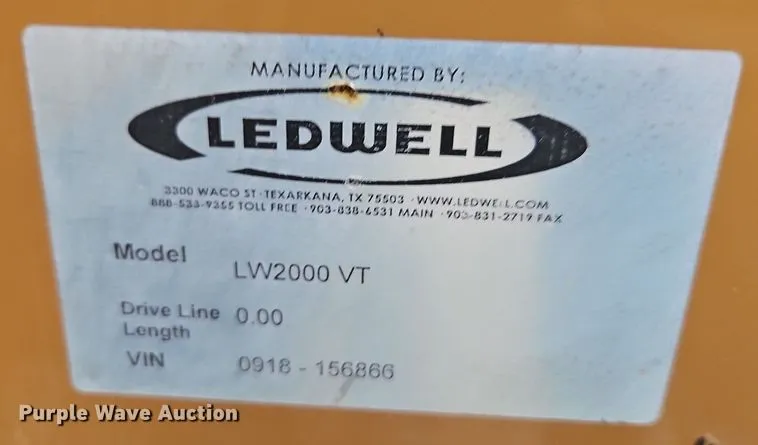 MANUFACTURED BY:
LEDWELL
3300 WACO ST · TEXARKANA, TX 75503 · WWW.LEDWELL.COM
888-533-9355 TOLL FREE · 903-838-6531 MAIN · 903-831-2719 FAX
Model LW2000 VT
Drive Line Length 0.00
VIN 0918 - 156866
Purple Wave Auction